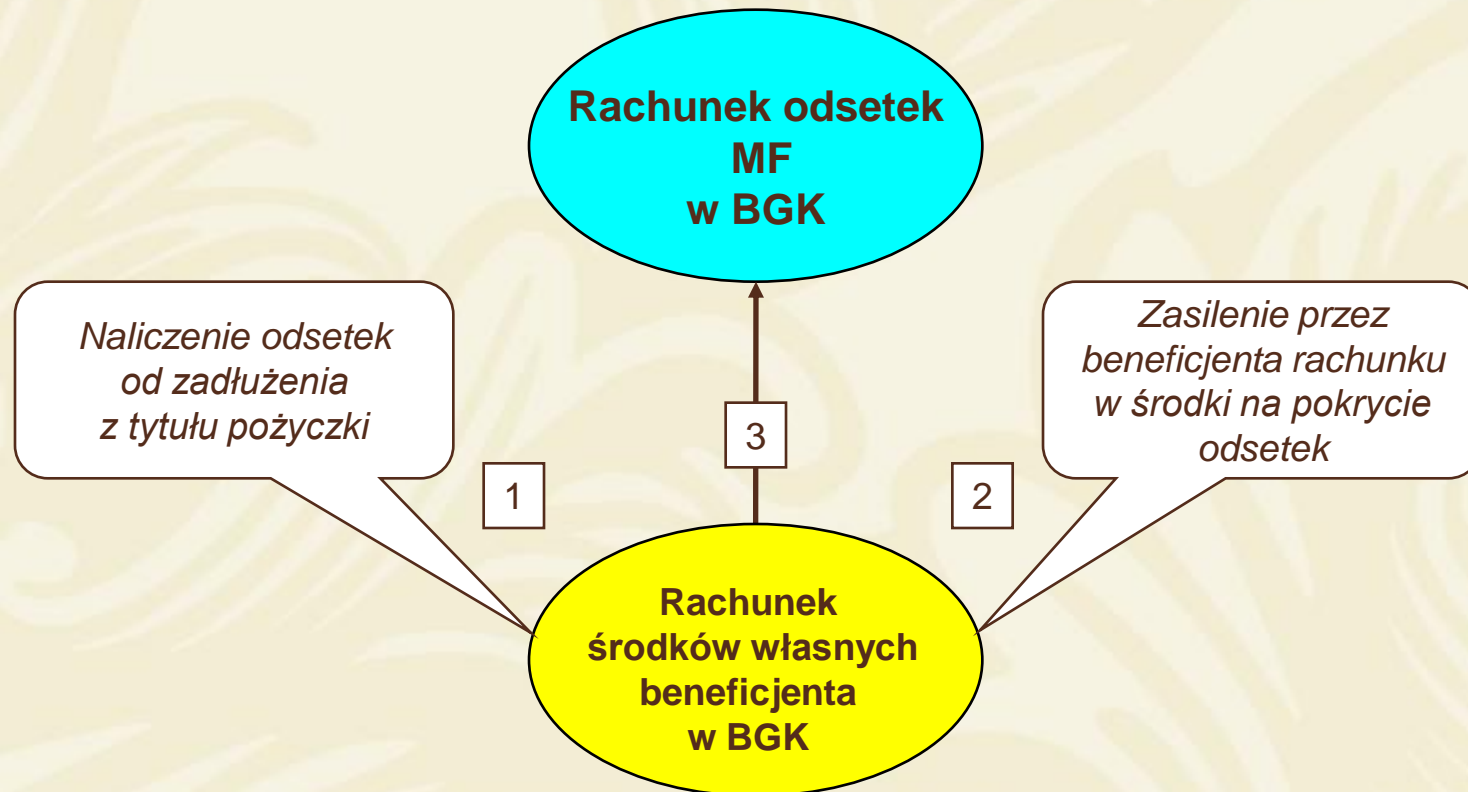 Rachunek odsetek
MF
w BGK
Naliczenie odsetek
od zadłużenia
z tytułu pożyczki
Zasilenie przez
beneficjenta rachunku
w środki na pokrycie
odsetek
3
1
2
Rachunek
środków własnych
beneficjenta
w BGK